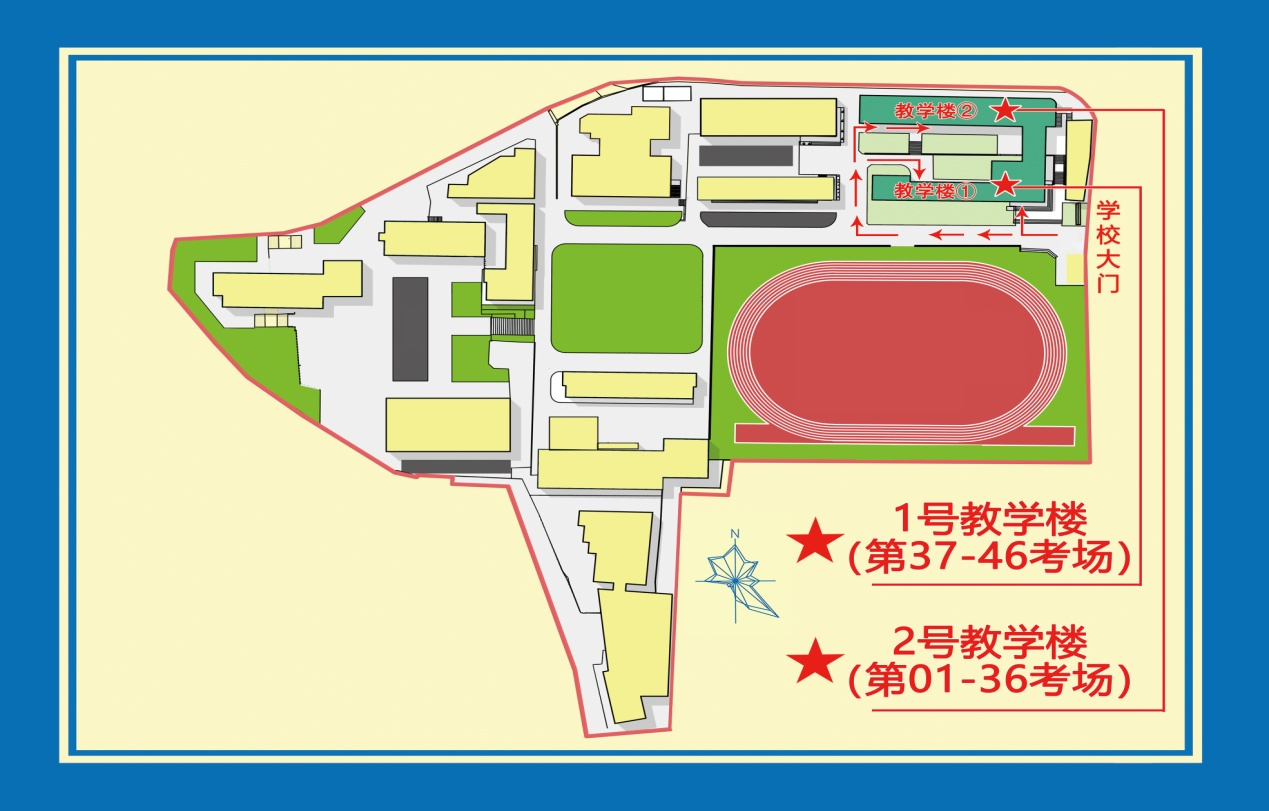 教学楼②
教学楼①
学校大门
N
1号教学楼
(第37-46考场)
2号教学楼
(第01-36考场)